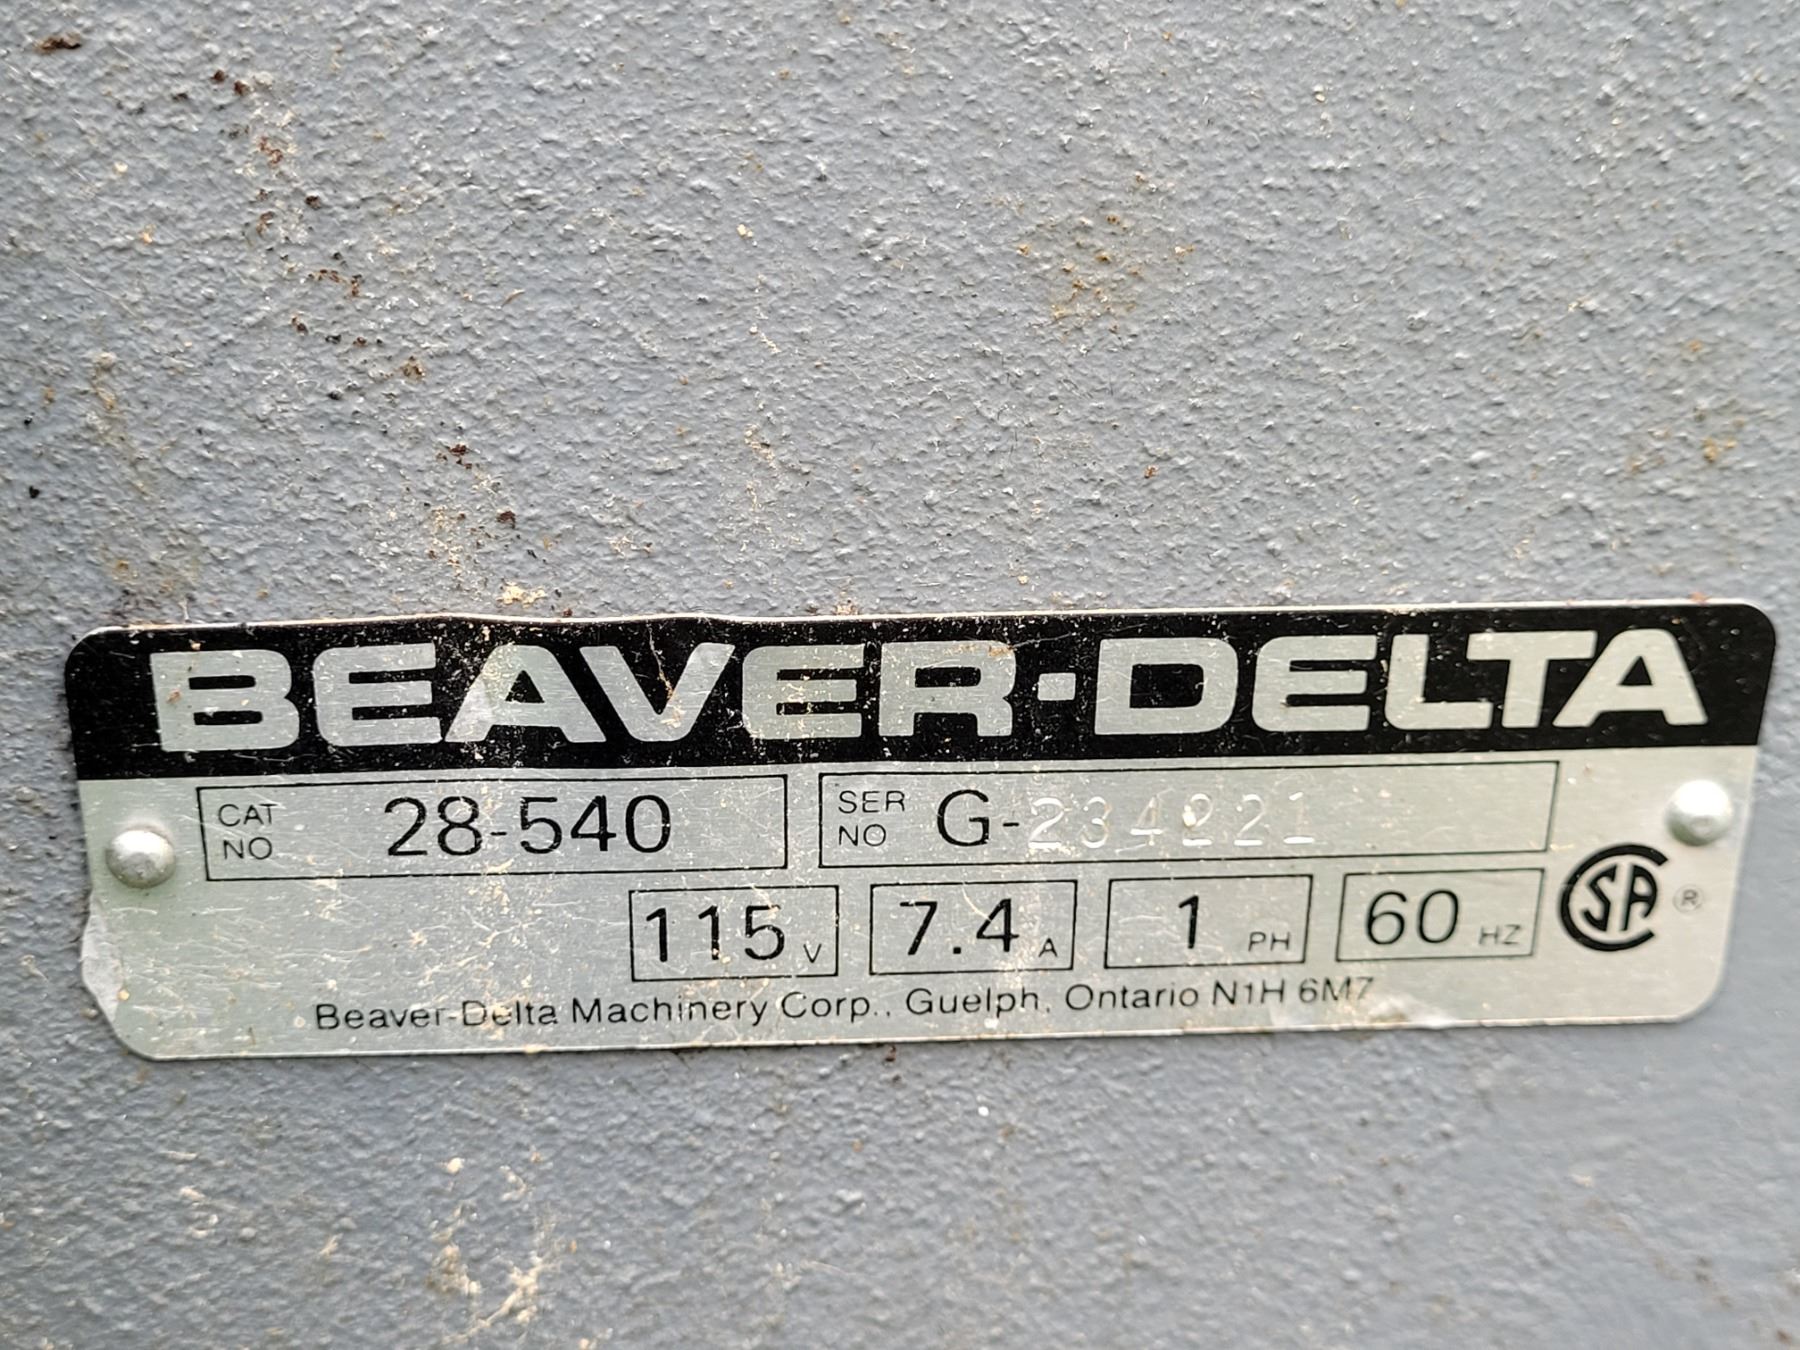 BEAVER-DELTA
CAT NO 28-540 SER NO G-234221
115 V 7.4 A 1 PH 60 HZ SA ®
Beaver-Delta Machinery Corp., Guelph, Ontario N1H 6M7